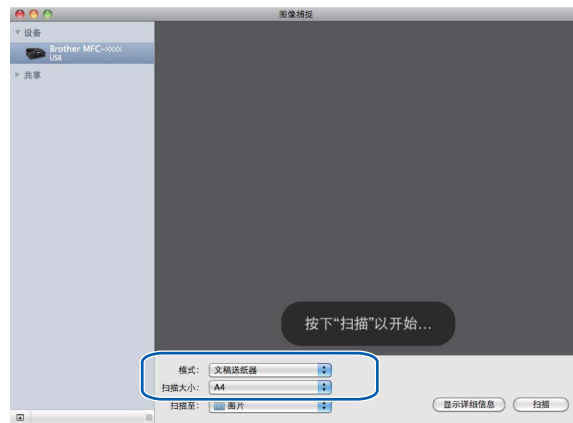 图像捕捉
设备
Brother MFC-xxxx
USB
共享
按下“扫描”以开始...
模式： 文稿送纸器
扫描大小： A4
扫描至： 图片
显示详细信息 扫描